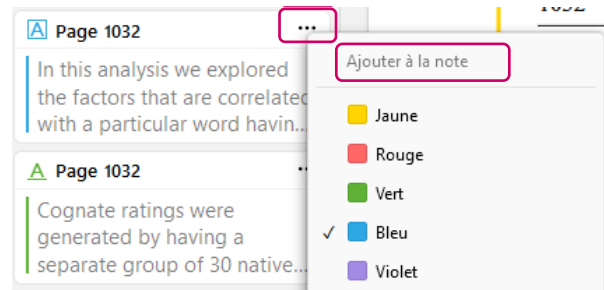 Page 1032
In this analysis we explored
the factors that are correlated
with a particular word havin...
Page 1032
Cognate ratings were
generated by having a
separate group of 30 native...
Ajouter à la note
Jaune
Rouge
Vert
Bleu
Violet